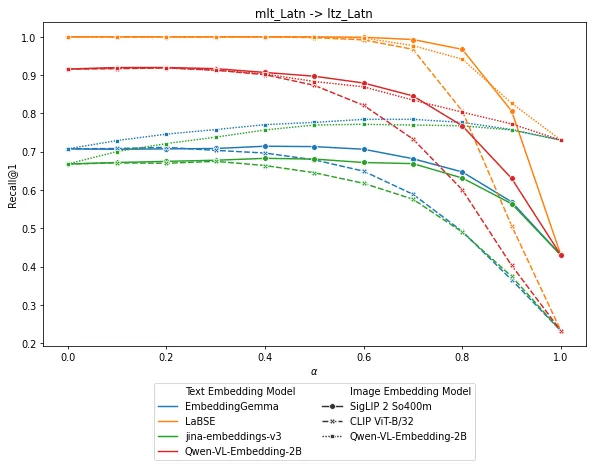 mlt_Latn -> ltz_Latn
Recall@1
1.0
0.9
0.8
0.7
0.6
0.5
0.4
0.3
0.2
0.0
0.2
0.4
0.6
0.8
1.0
α
Text Embedding Model
EmbeddingGemma
LaBSE
jina-embeddings-v3
Qwen-VL-Embedding-2B
Image Embedding Model
SigLIP 2 So400m
CLIP ViT-B/32
Qwen-VL-Embedding-2B